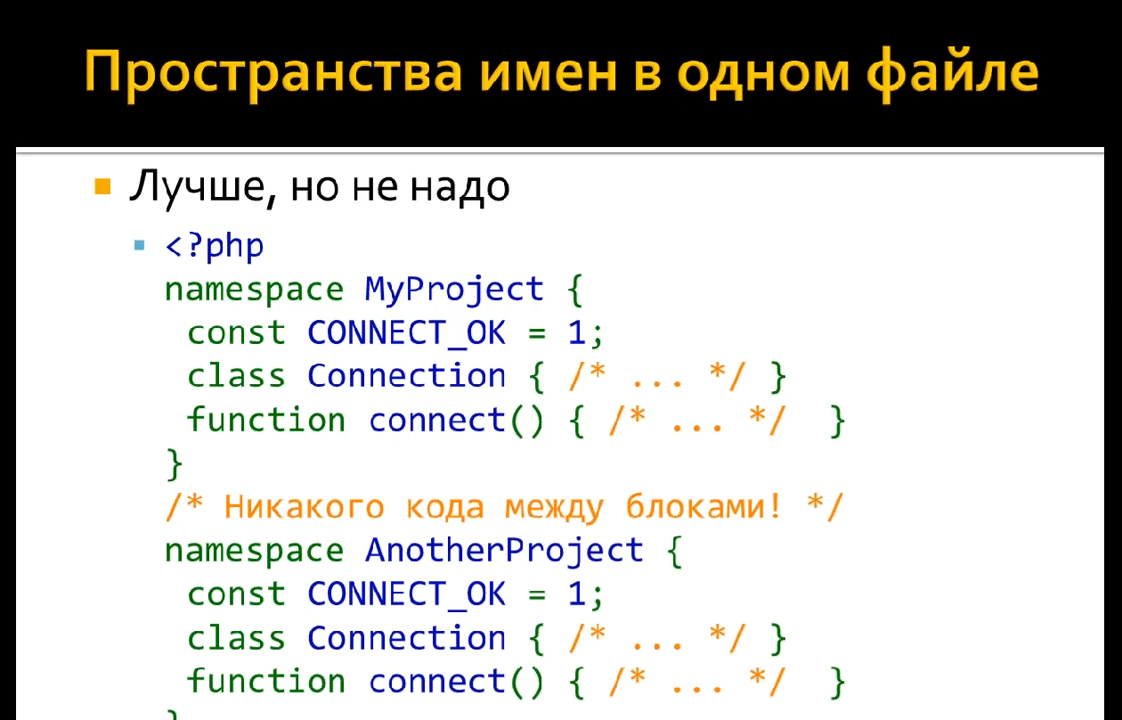 Пространства имен в одном файле
Лучше, но не надо
<?php
namespace MyProject {
const CONNECT_OK = 1;
class Connection { /* ... */ }
function connect() { /* ... */  }
}
/* Никакого кода между блоками! */
namespace AnotherProject {
const CONNECT_OK = 1;
class Connection { /* ... */ }
function connect() { /* ... */  }
}